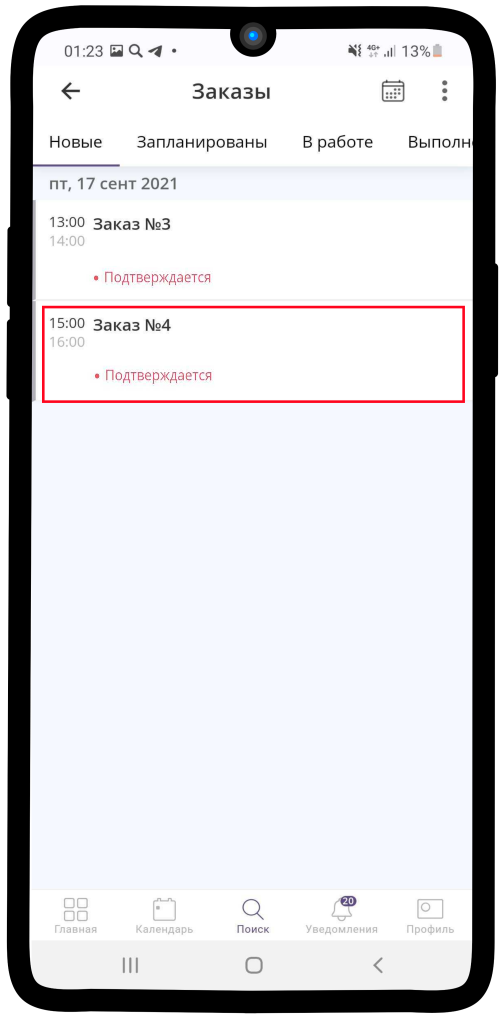 01:23 4G+ 13%
Заказы
Новые Запланированы В работе Выполн
пт, 17 сент 2021
13:00 Заказ №3
14:00
Подтверждается
15:00 Заказ №4
16:00
Подтверждается
20
Главная Календарь Поиск Уведомления Профиль